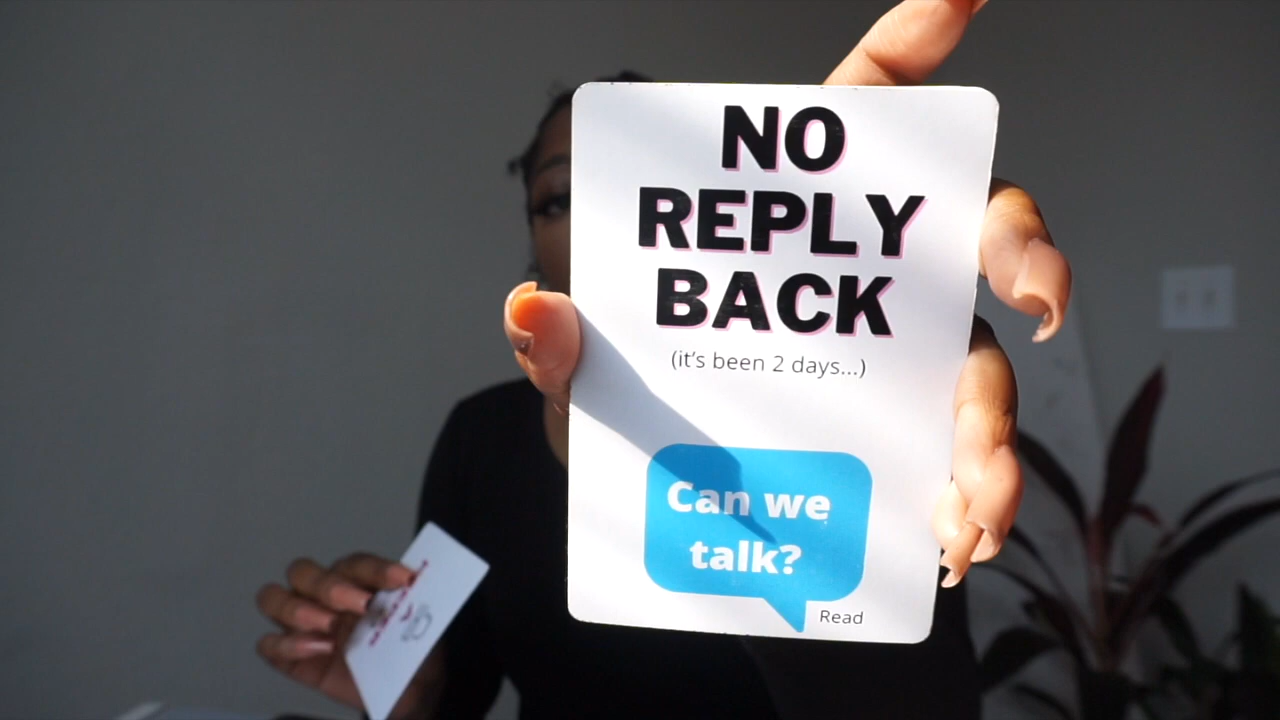 NO
REPLY
BACK
(it's been 2 days...)
Can we
talk?
Read